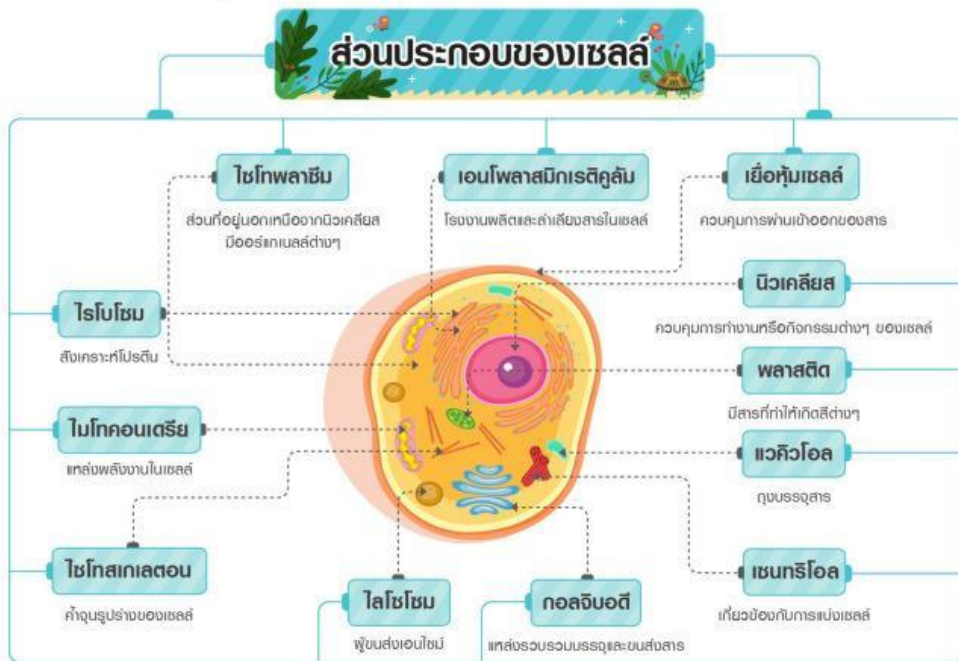 ส่วนประกอบของเซลล์
ไซโทพลาซึม
ส่วนที่อยู่นอกเหนือจากนิวเคลียส
มีออร์แกเนลล์ต่างๆ
เอนโพลาสมิกเรติคูลัม
โรงงานผลิตและลำเลียงสารในเซลล์
เยื่อหุ้มเซลล์
ควบคุมการผ่านเข้าออกของสาร
นิวเคลียส
ควบคุมการทำงานหรือกิจกรรมต่างๆ ของเซลล์
ไรโบโซม
สังเคราะห์โปรตีน
พลาสติด
มีสารที่ทำให้เกิดสีต่างๆ
ไมโทคอนเดรีย
แหล่งพลังงานในเซลล์
แวคิวโอล
ถุงบรรจุสาร
ไซโทสเกเลตอน
ค้ำจุนรูปร่างของเซลล์
ไลโซโซม
ผู้ขนส่งเอนไซม์
กอลจิบอดี
แหล่งรวบรวมบรรจุและขนส่งสาร
เซนทริโอล
เกี่ยวข้องกับการแบ่งเซลล์